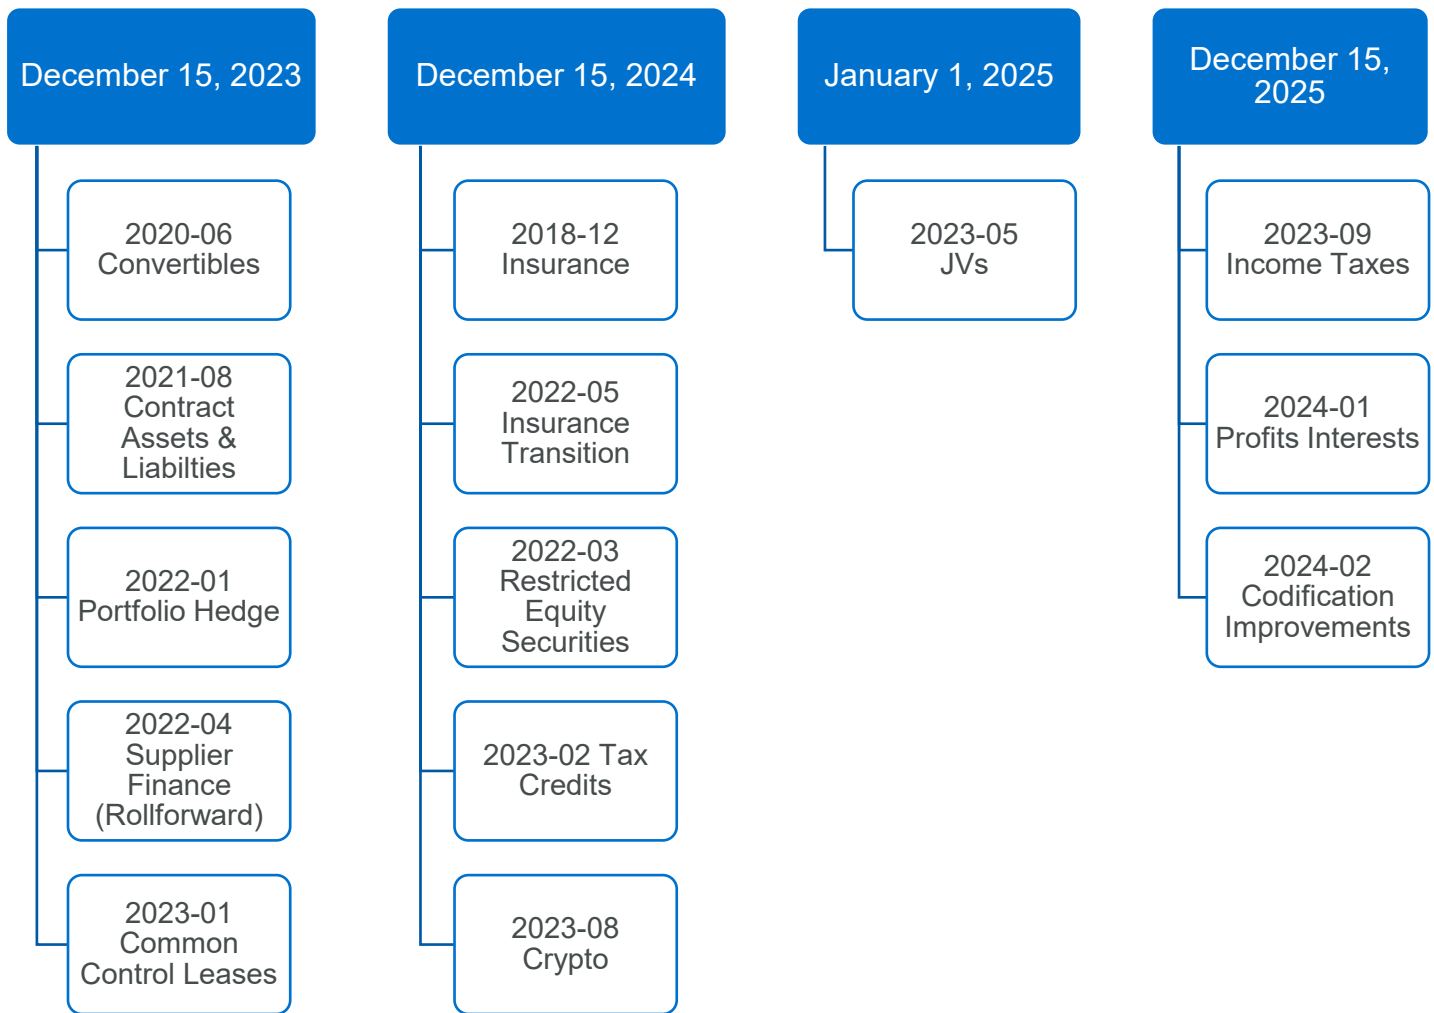 December 15, 2023
2020-06
Convertibles
2021-08
Contract
Assets &
Liabilties
2022-01
Portfolio Hedge
2022-04
Supplier
Finance
(Rollforward)
2023-01
Common
Control Leases
December 15, 2024
2018-12
Insurance
2022-05
Insurance
Transition
2022-03
Restricted
Equity
Securities
2023-02 Tax
Credits
2023-08
Crypto
January 1, 2025
2023-05
JVs
December 15,
2025
2023-09
Income Taxes
2024-01
Profits Interests
2024-02
Codification
Improvements